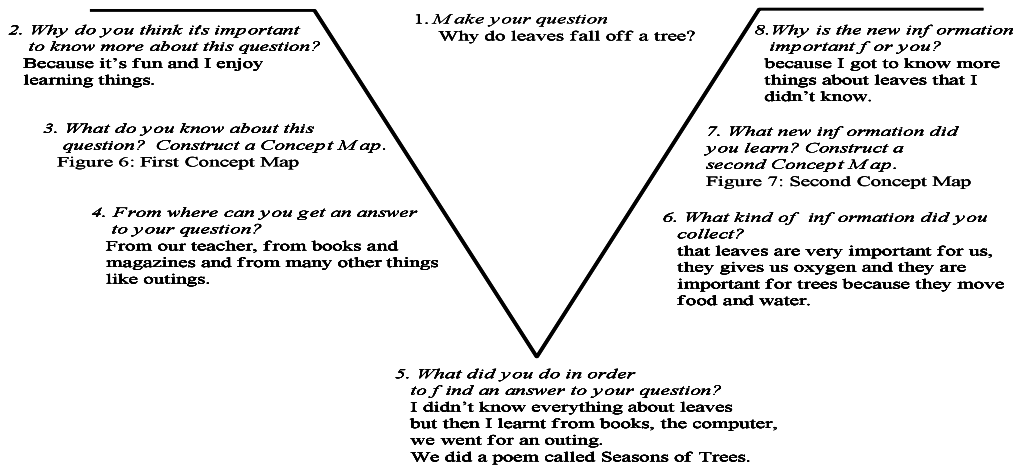 1. Make your question
Why do leaves fall off a tree?
2. Why do you think it's important
to know more about this question?
Because it's fun and I enjoy
learning things.
3. What do you know about this
question? Construct a Concept Map.
Figure 6: First Concept Map
4. From where can you get an answer
to your question?
From our teacher, from books and
magazines and from many other things
like outings.
5. What did you do in order
to find an answer to your question?
I didn't know everything about leaves
but then I learnt from books, the computer,
we went for an outing.
We did a poem called Seasons of Trees.
6. What kind of information did you
collect?
that leaves are very important for us,
they gives us oxygen and they are
important for trees because they move
food and water.
7. What new information did
you learn? Construct a
second Concept Map.
Figure 7: Second Concept Map
8. Why is the new information
important for you?
because I got to know more
things about leaves that I
didn't know.